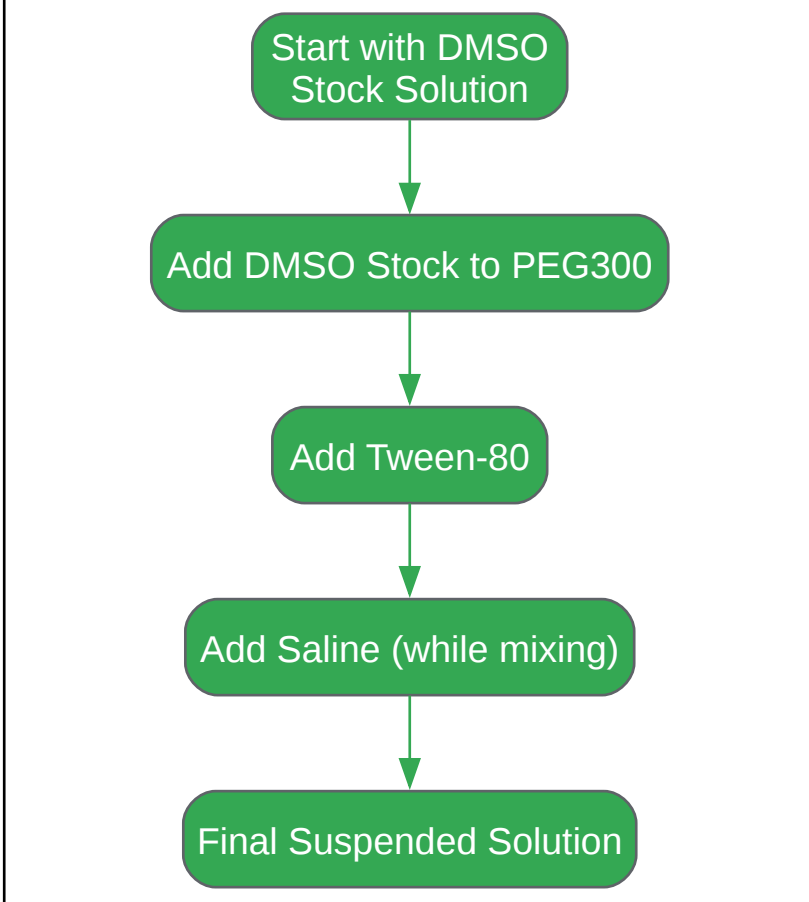 Start with DMSO
Stock Solution
Add DMSO Stock to PEG300
Add Tween-80
Add Saline (while mixing)
Final Suspended Solution